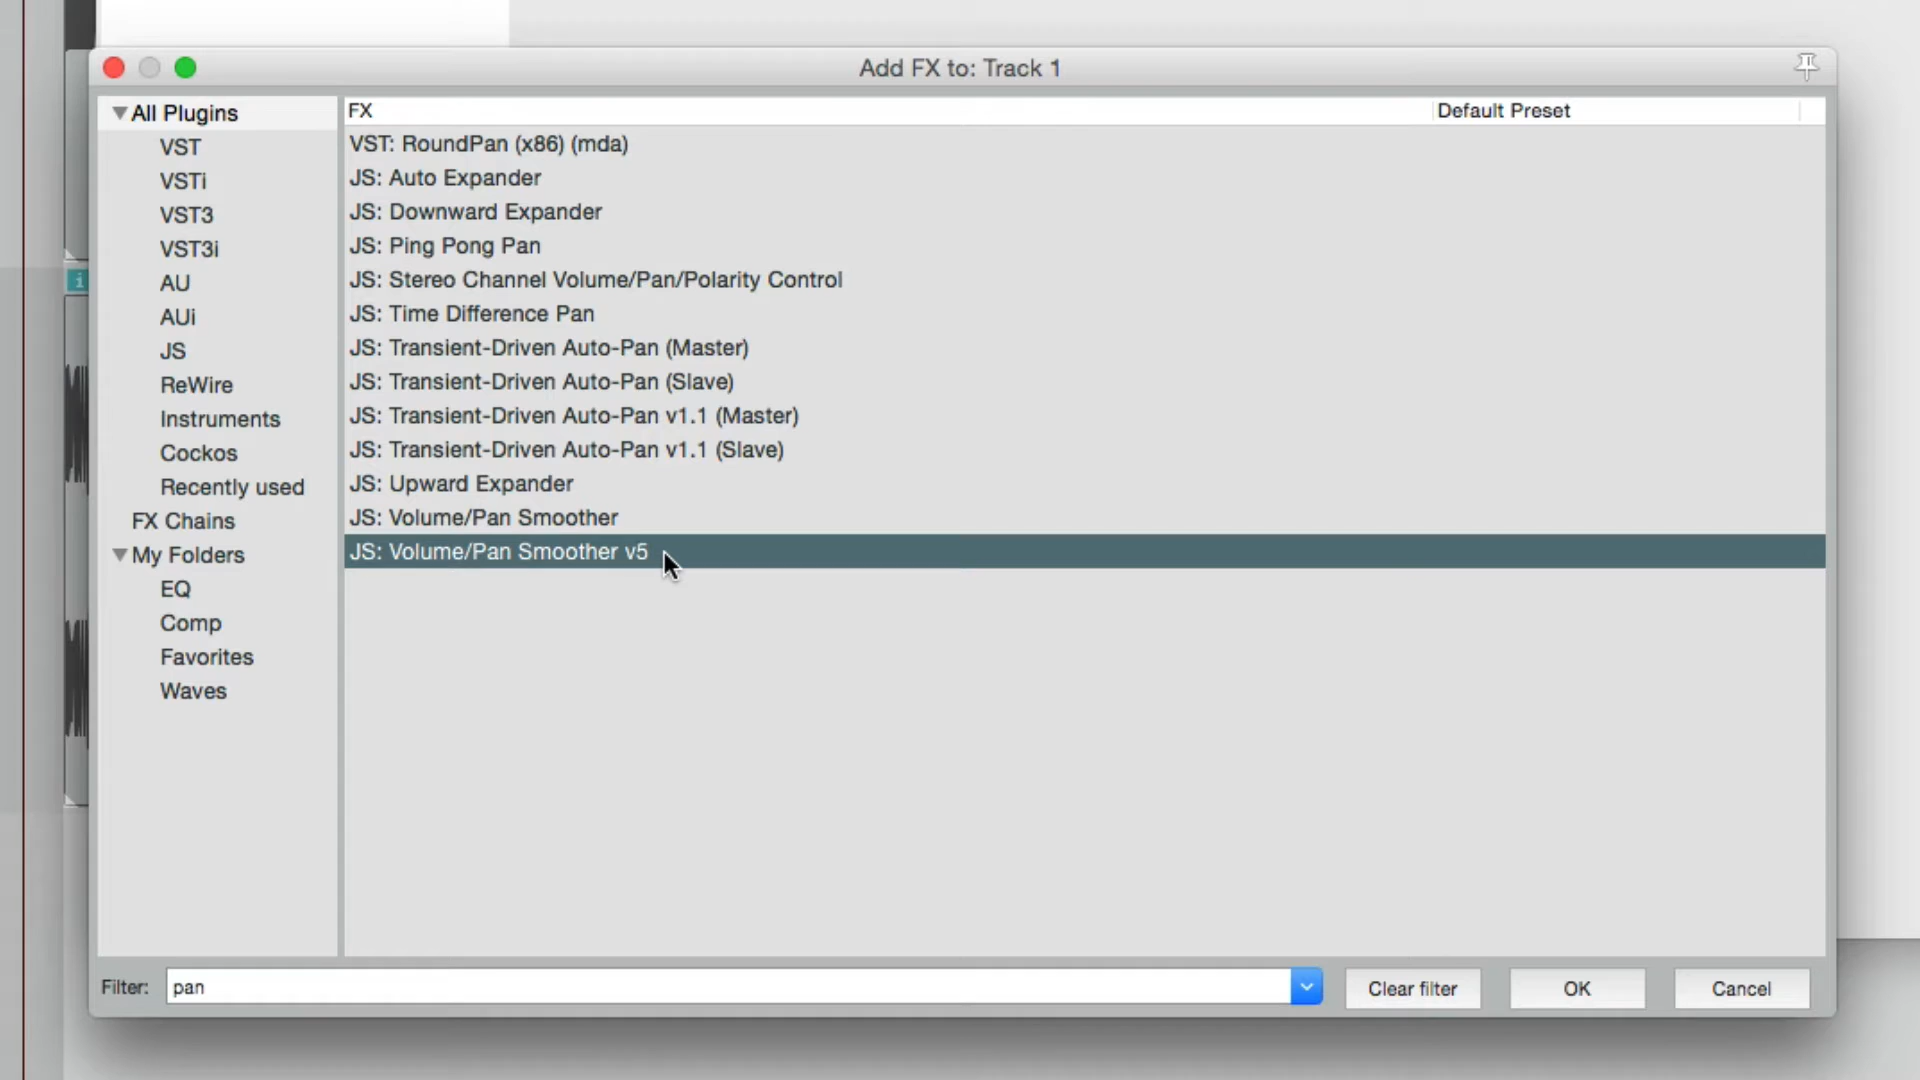 Add FX to: Track 1
All Plugins
VST
VSTi
VST3
VST3i
AU
AUi
JS
ReWire
Instruments
Cockos
Recently used
FX Chains
My Folders
EQ
Comp
Favorites
Waves
FX
Default Preset
VST: RoundPan (x86) (mda)
JS: Auto Expander
JS: Downward Expander
JS: Ping Pong Pan
JS: Stereo Channel Volume/Pan/Polarity Control
JS: Time Difference Pan
JS: Transient-Driven Auto-Pan (Master)
JS: Transient-Driven Auto-Pan (Slave)
JS: Transient-Driven Auto-Pan v1.1 (Master)
JS: Transient-Driven Auto-Pan v1.1 (Slave)
JS: Upward Expander
JS: Volume/Pan Smoother
JS: Volume/Pan Smoother v5
Filter: pan
Clear filter
OK
Cancel
i